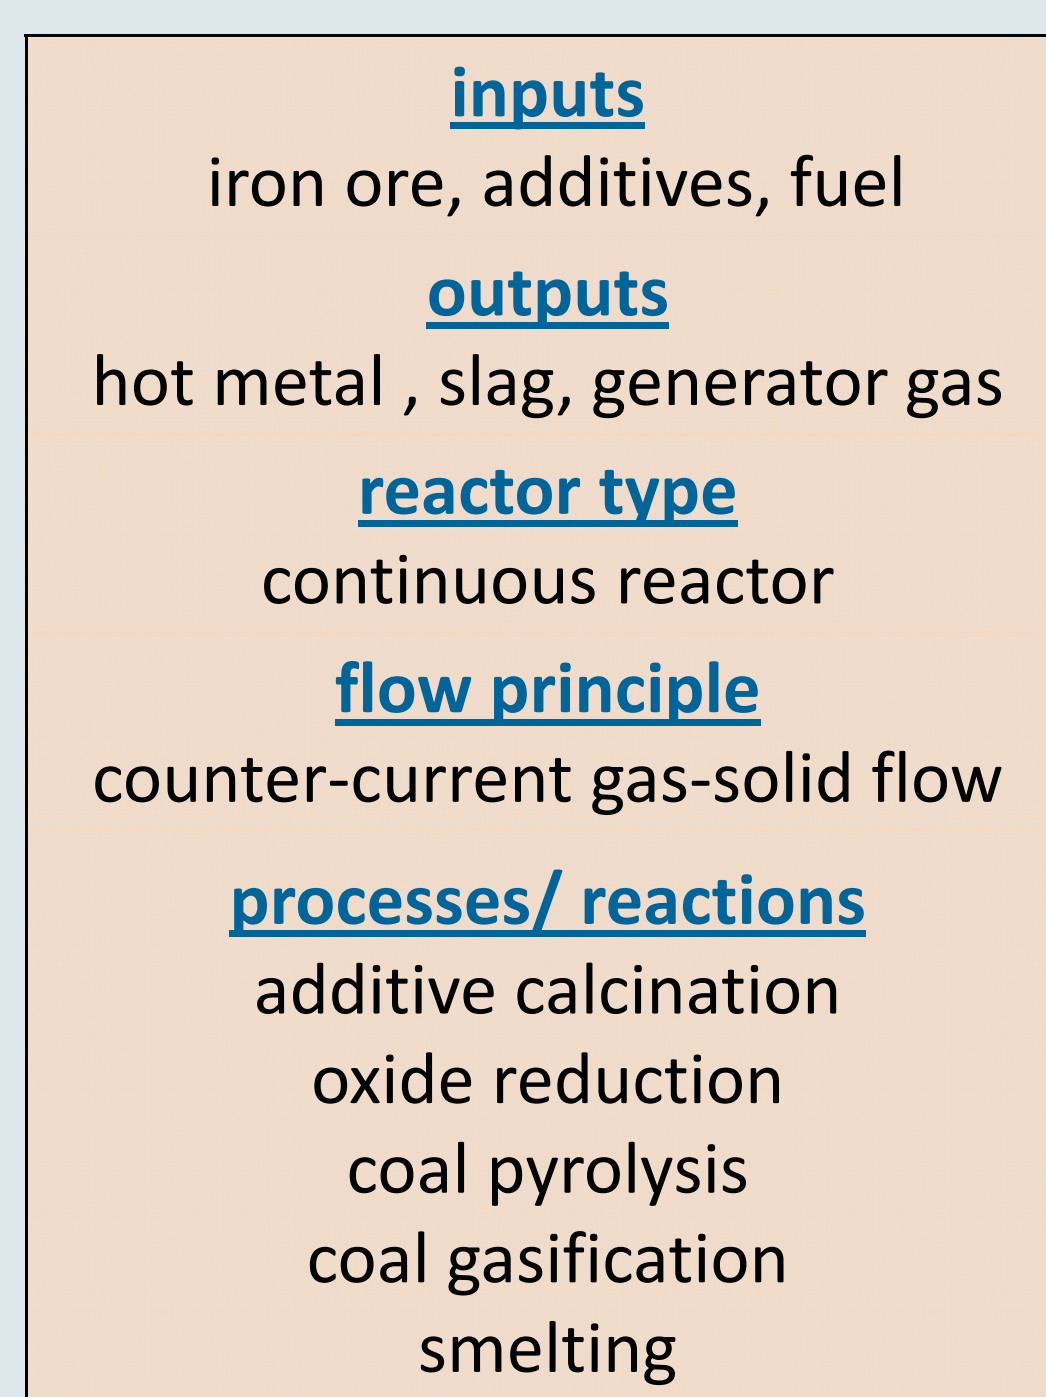 inputs
iron ore, additives, fuel
outputs
hot metal , slag, generator gas
reactor type
continuous reactor
flow principle
counter-current gas-solid flow
processes/ reactions
additive calcination
oxide reduction
coal pyrolysis
coal gasification
smelting